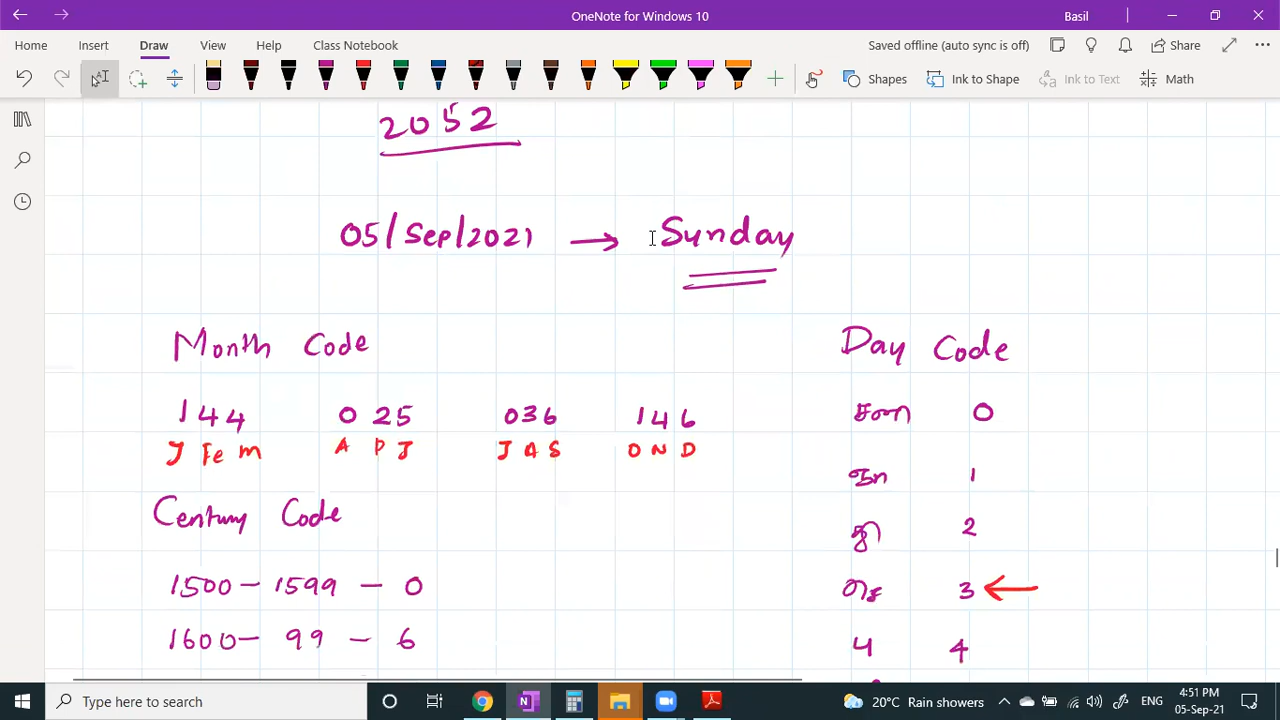 OneNote for Windows 10
Basil
Home Insert Draw View Help Class Notebook
Saved offline (auto sync is off)
Share
Shapes
Ink to Shape
Ink to Text
Math
2052
05/Sep/2021 → Sunday
Month Code
Day Code
144 025 036 146
J Fe M A M J J A S O N D
சனி 0
ஞா 1
தி 2
செ 3 ←
பு 4
Century Code
1500 - 1599 - 0
1600 - 99 - 6
Type here to search
20°C Rain showers
ENG
4:51 PM
05-Sep-21